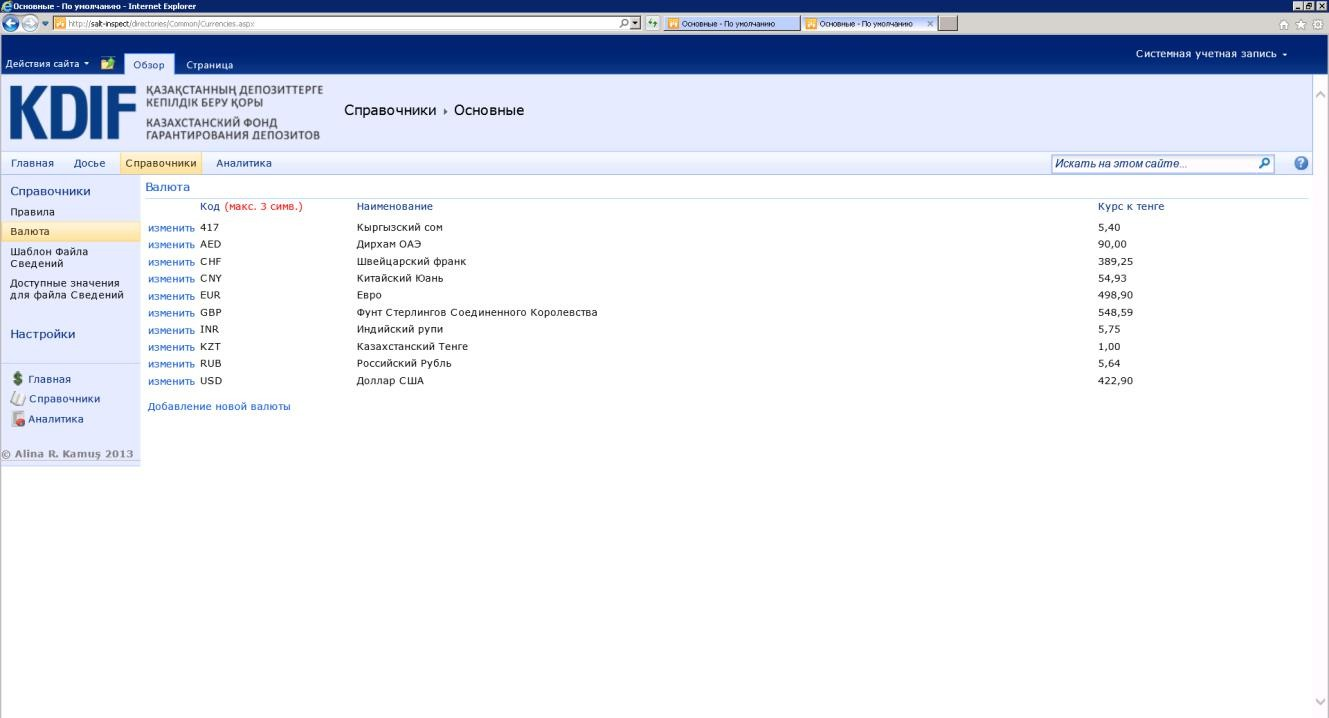 Основные - По умолчанию - Internet Explorer
http://salt-inspect/directories/Common/Currencies.aspx
Основные - По умолчанию
Основные - По умолчанию
Действия сайта
Обзор
Страница
Системная учетная запись
KDIF
ҚАЗАҚСТАННЫҢ ДЕПОЗИТТЕРГЕ
КЕПІЛДІК БЕРУ ҚОРЫ
КАЗАХСТАНСКИЙ ФОНД
ГАРАНТИРОВАНИЯ ДЕПОЗИТОВ
Справочники ▸ Основные
Главная Досье Справочники Аналитика
Искать на этом сайте...
Справочники
Правила
Валюта
Шаблон Файла
Сведений
Доступные значения
для файла Сведений
Настройки
Главная
Справочники
Аналитика
© Alina R. Kamuş 2013
Валюта
Код (макс. 3 симв.) Наименование Курс к тенге
изменить 417 Кыргызский сом 5,40
изменить AED Дирхам ОАЭ 90,00
изменить CHF Швейцарский франк 389,25
изменить CNY Китайский Юань 54,93
изменить EUR Евро 498,90
изменить GBP Фунт Стерлингов Соединенного Королевства 548,59
изменить INR Индийский рупи 5,75
изменить KZT Казахстанский Тенге 1,00
изменить RUB Российский Рубль 5,64
изменить USD Доллар США 422,90
Добавление новой валюты